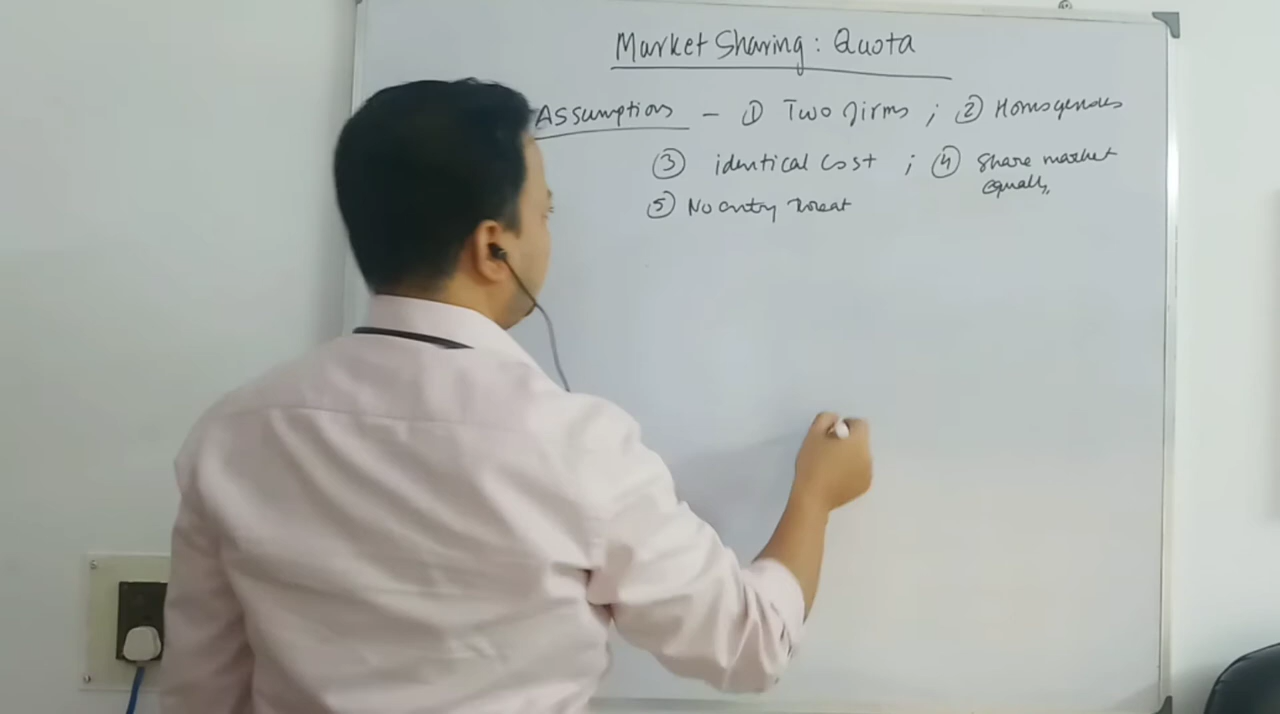 Market Sharing : Quota
Assumptions - ① Two firms ; ② Homogenous
③ identical Cost ; ④ Share market
equally,
⑤ No entry threat